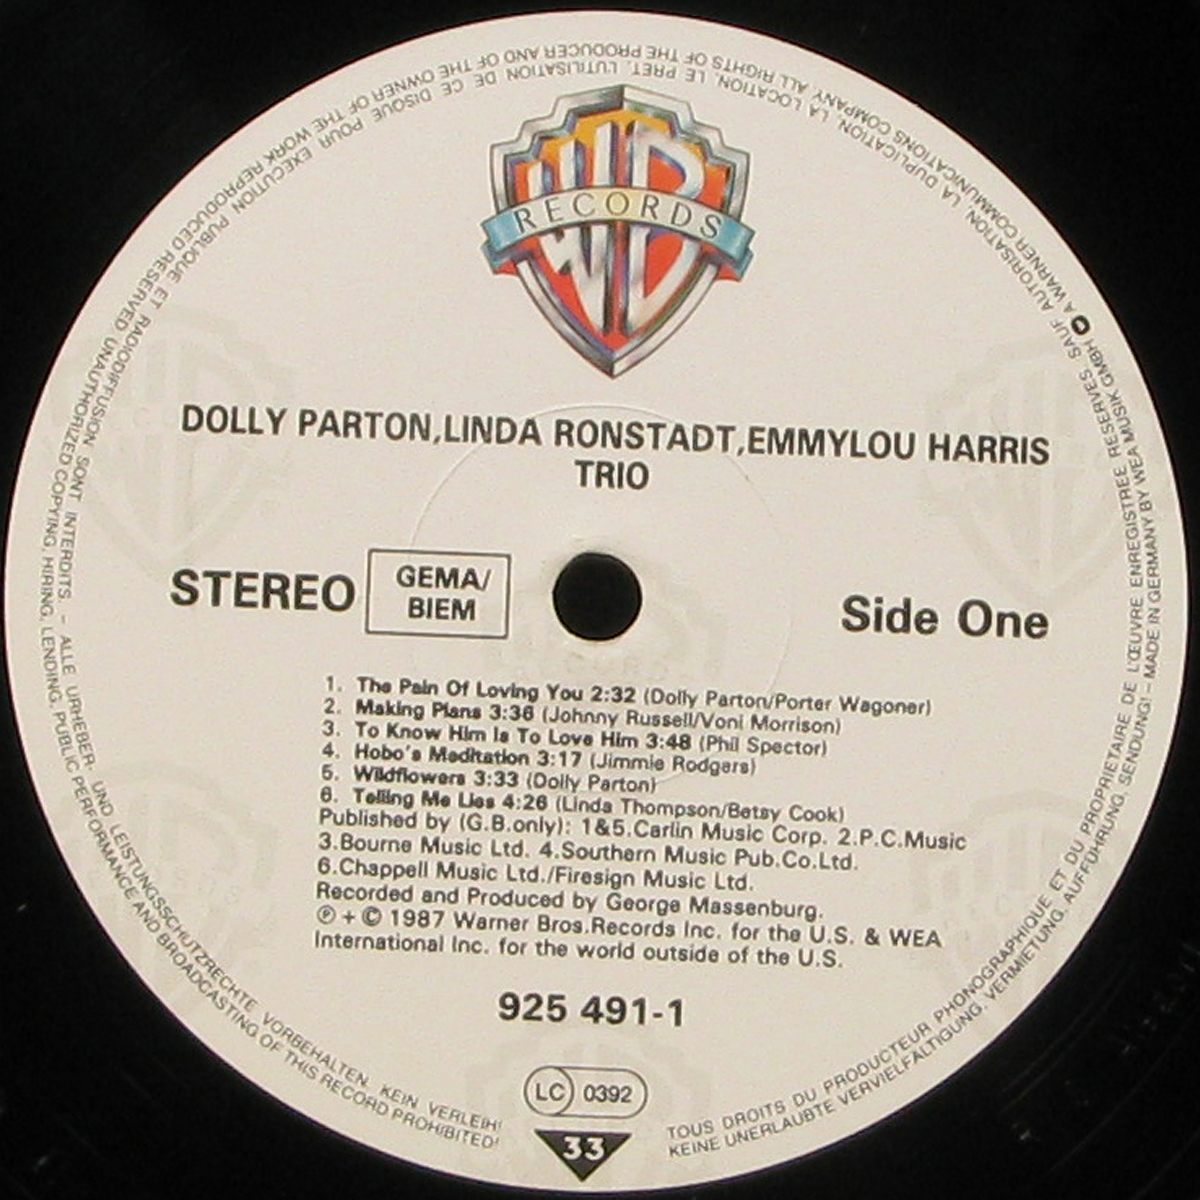 WB
RECORDS
DOLLY PARTON,LINDA RONSTADT,EMMYLOU HARRIS
TRIO
STEREO
GEMA/
BIEM
Side One
1. The Pain Of Loving You 2:32 (Dolly Parton/Porter Wagoner)
2. Making Plans 3:36 (Johnny Russell/Voni Morrison)
3. To Know Him Is To Love Him 3:48 (Phil Spector)
4. Hobo's Meditation 3:17 (Jimmie Rodgers)
5. Wildflowers 3:33 (Dolly Parton)
6. Telling Me Lies 4:26 (Linda Thompson/Betsy Cook)
Published by (G.B.only): 1&5.Carlin Music Corp. 2.P.C.Music
3.Bourne Music Ltd. 4.Southern Music Pub.Co.Ltd.
6.Chappell Music Ltd./Firesign Music Ltd.
Recorded and Produced by George Massenburg.
℗ + © 1987 Warner Bros.Records Inc. for the U.S. & WEA
International Inc. for the world outside of the U.S.
925 491-1
LC 0392
33
TOUS DROITS DU PRODUCTEUR PHONOGRAPHIQUE ET DU PROPRIETAIRE DE L'ŒUVRE ENREGISTREE RESERVES. SAUF AUTORISATION, LA DUPLICATION, LA LOCATION, LE PRET, L'UTILISATION DE CE DISQUE POUR EXECUTION PUBLIQUE ET RADIODIFFUSION SONT INTERDITS. – ALLE URHEBER- UND LEISTUNGSSCHUTZRECHTE VORBEHALTEN. KEIN VERLEIH!
KEINE UNERLAUBTE VERVIELFÄLTIGUNG, VERMIETUNG, AUFFÜHRUNG, SENDUNG! – MADE IN GERMANY BY WEA MUSIK GMBH A WARNER COMMUNICATIONS COMPANY. ALL RIGHTS OF THE PRODUCER AND OF THE OWNER OF THE WORK REPRODUCED RESERVED. UNAUTHORIZED COPYING, HIRING, LENDING, PUBLIC PERFORMANCE AND BROADCASTING OF THIS RECORD PROHIBITED!